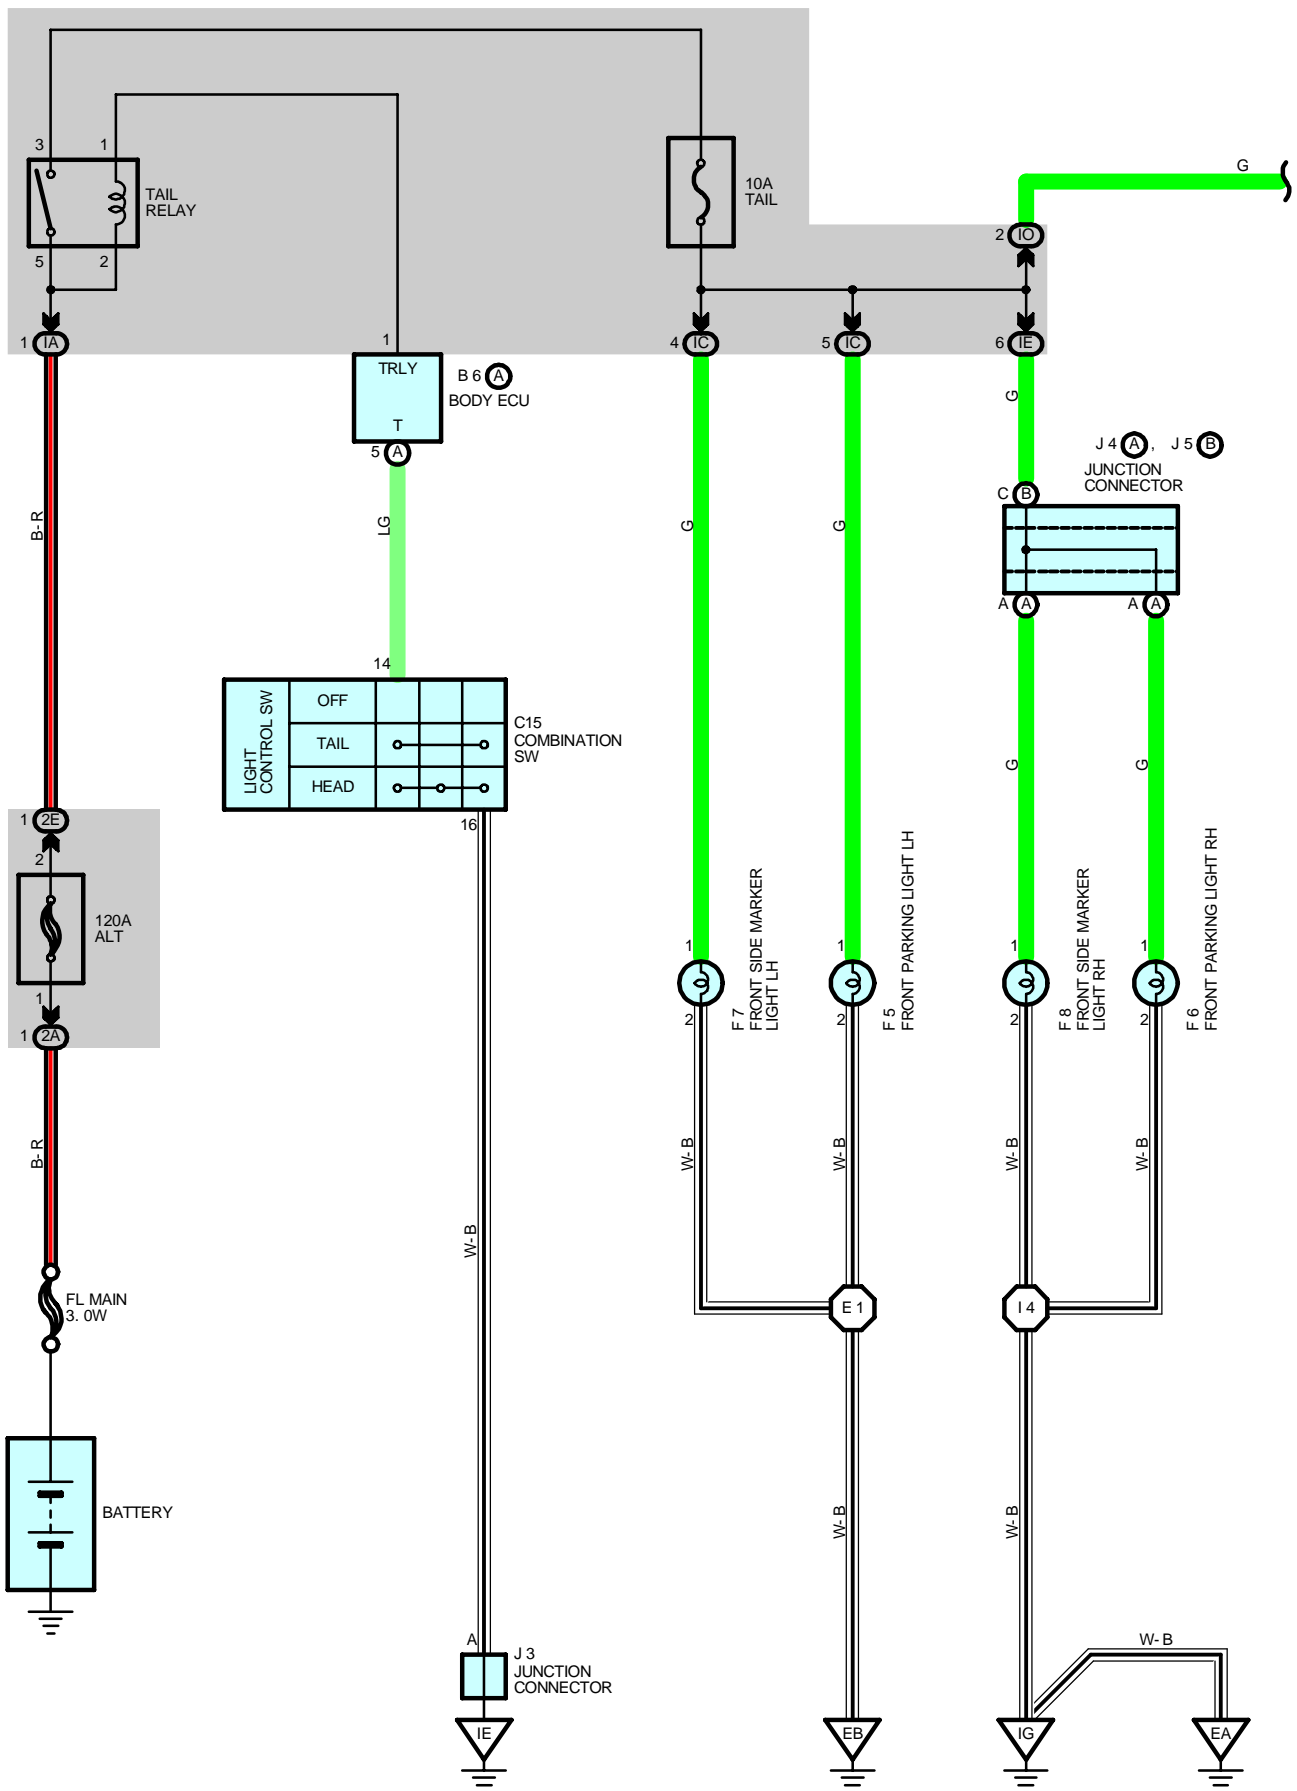 G
3
1
TAIL
RELAY
10A
TAIL
2 IO
5
2
1 IA
1
4 IC
5 IC
6 IE
TRLY
T
B 6 A
BODY ECU
5 A
G
J 4 A , J 5 B
JUNCTION
CONNECTOR
C B
B- R
LG
G
G
A A
A A
14
LIGHT
CONTROL SW
OFF
TAIL
HEAD
C15
COMBINATION
SW
16
G
G
1 2E
2
120A
ALT
1
1 2A
1
2
F 7
FRONT SIDE MARKER
LIGHT LH
1
2
F 5
FRONT PARKING LIGHT LH
1
2
F 8
FRONT SIDE MARKER
LIGHT RH
1
2
F 6
FRONT PARKING LIGHT RH
B- R
W- B
W- B
W- B
W- B
W- B
FL MAIN
3. 0W
E 1
I 4
BATTERY
W- B
W- B
A
J 3
JUNCTION
CONNECTOR
W- B
IE
EB
IG
EA